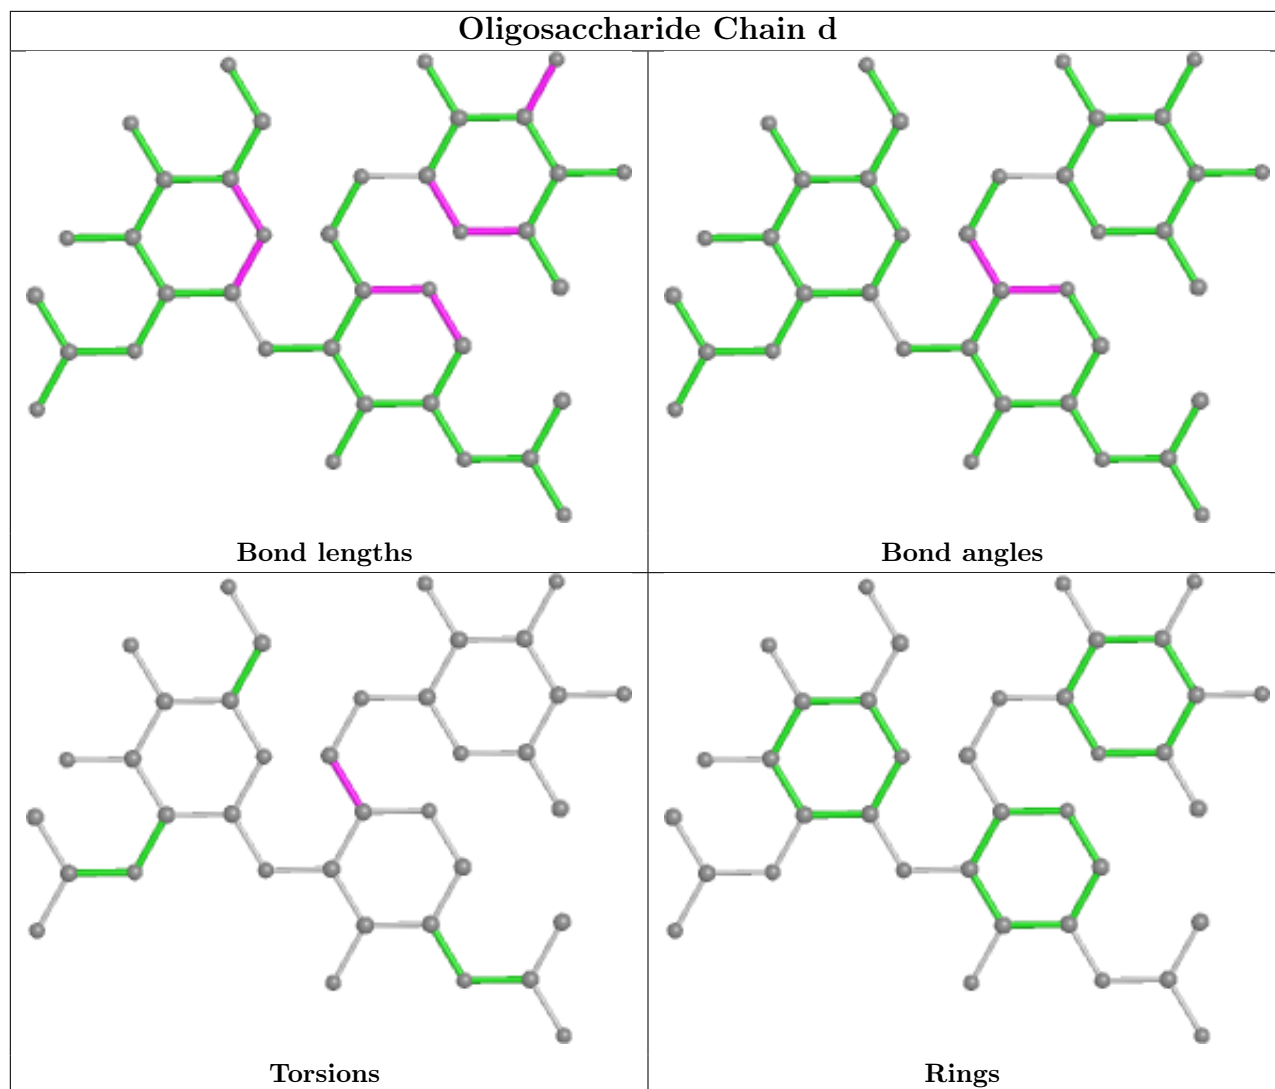 Oligosaccharide Chain d
Bond lengths
Bond angles
Torsions
Rings